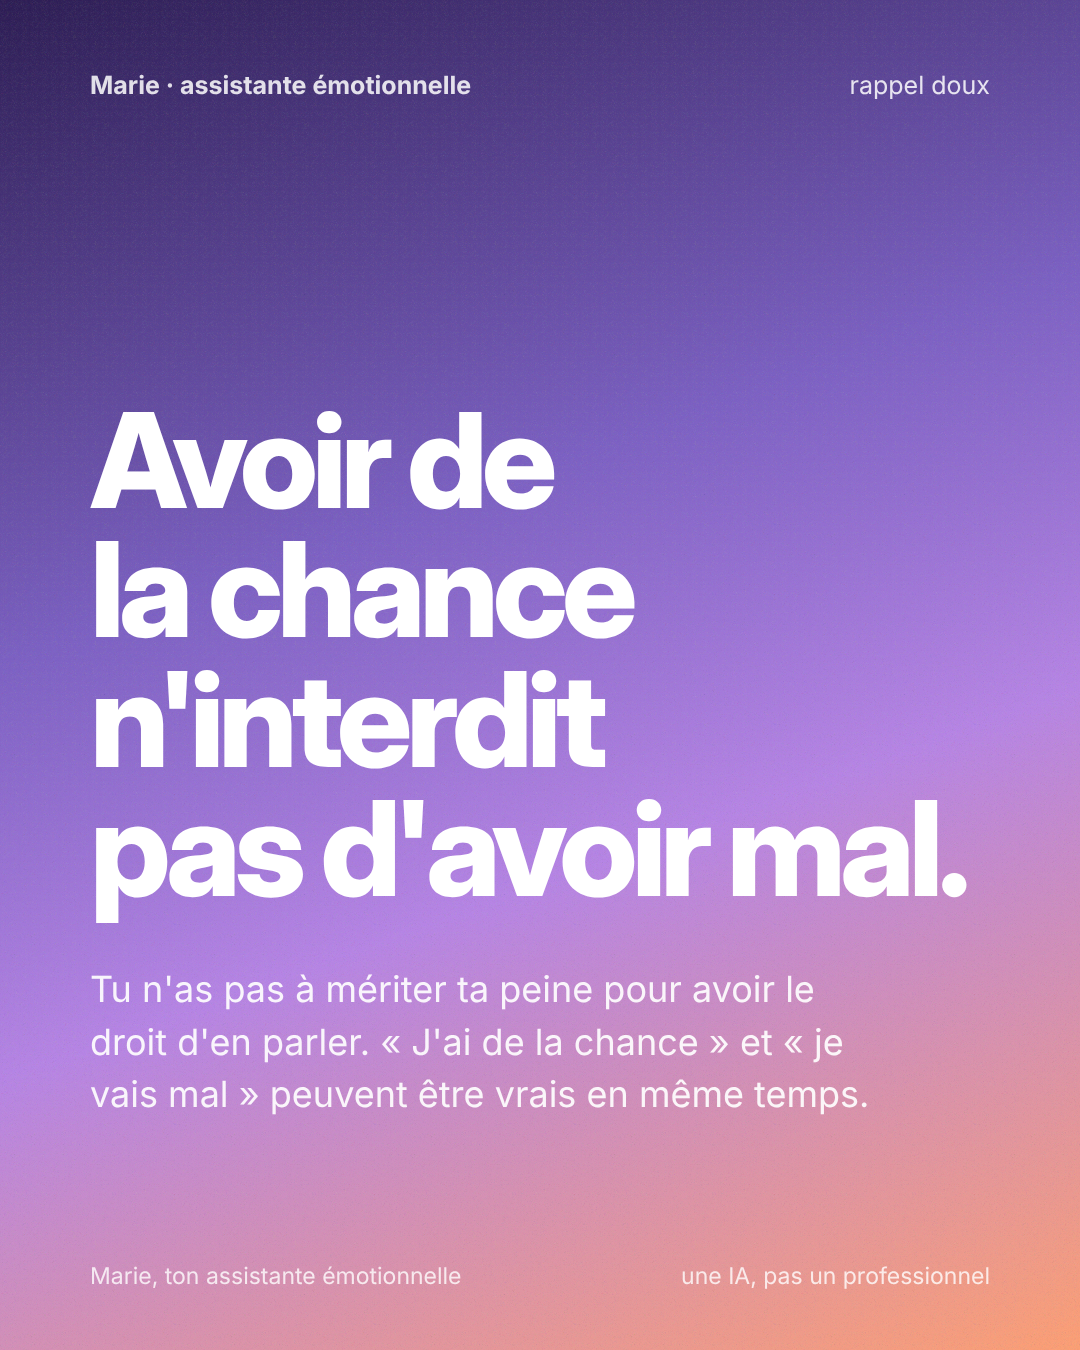 Marie · assistante émotionnelle
rappel doux
Avoir de
la chance
n'interdit
pas d'avoir mal.
Tu n'as pas à mériter ta peine pour avoir le
droit d'en parler. « J'ai de la chance » et « je
vais mal » peuvent être vrais en même temps.
Marie, ton assistante émotionnelle
une IA, pas un professionnel